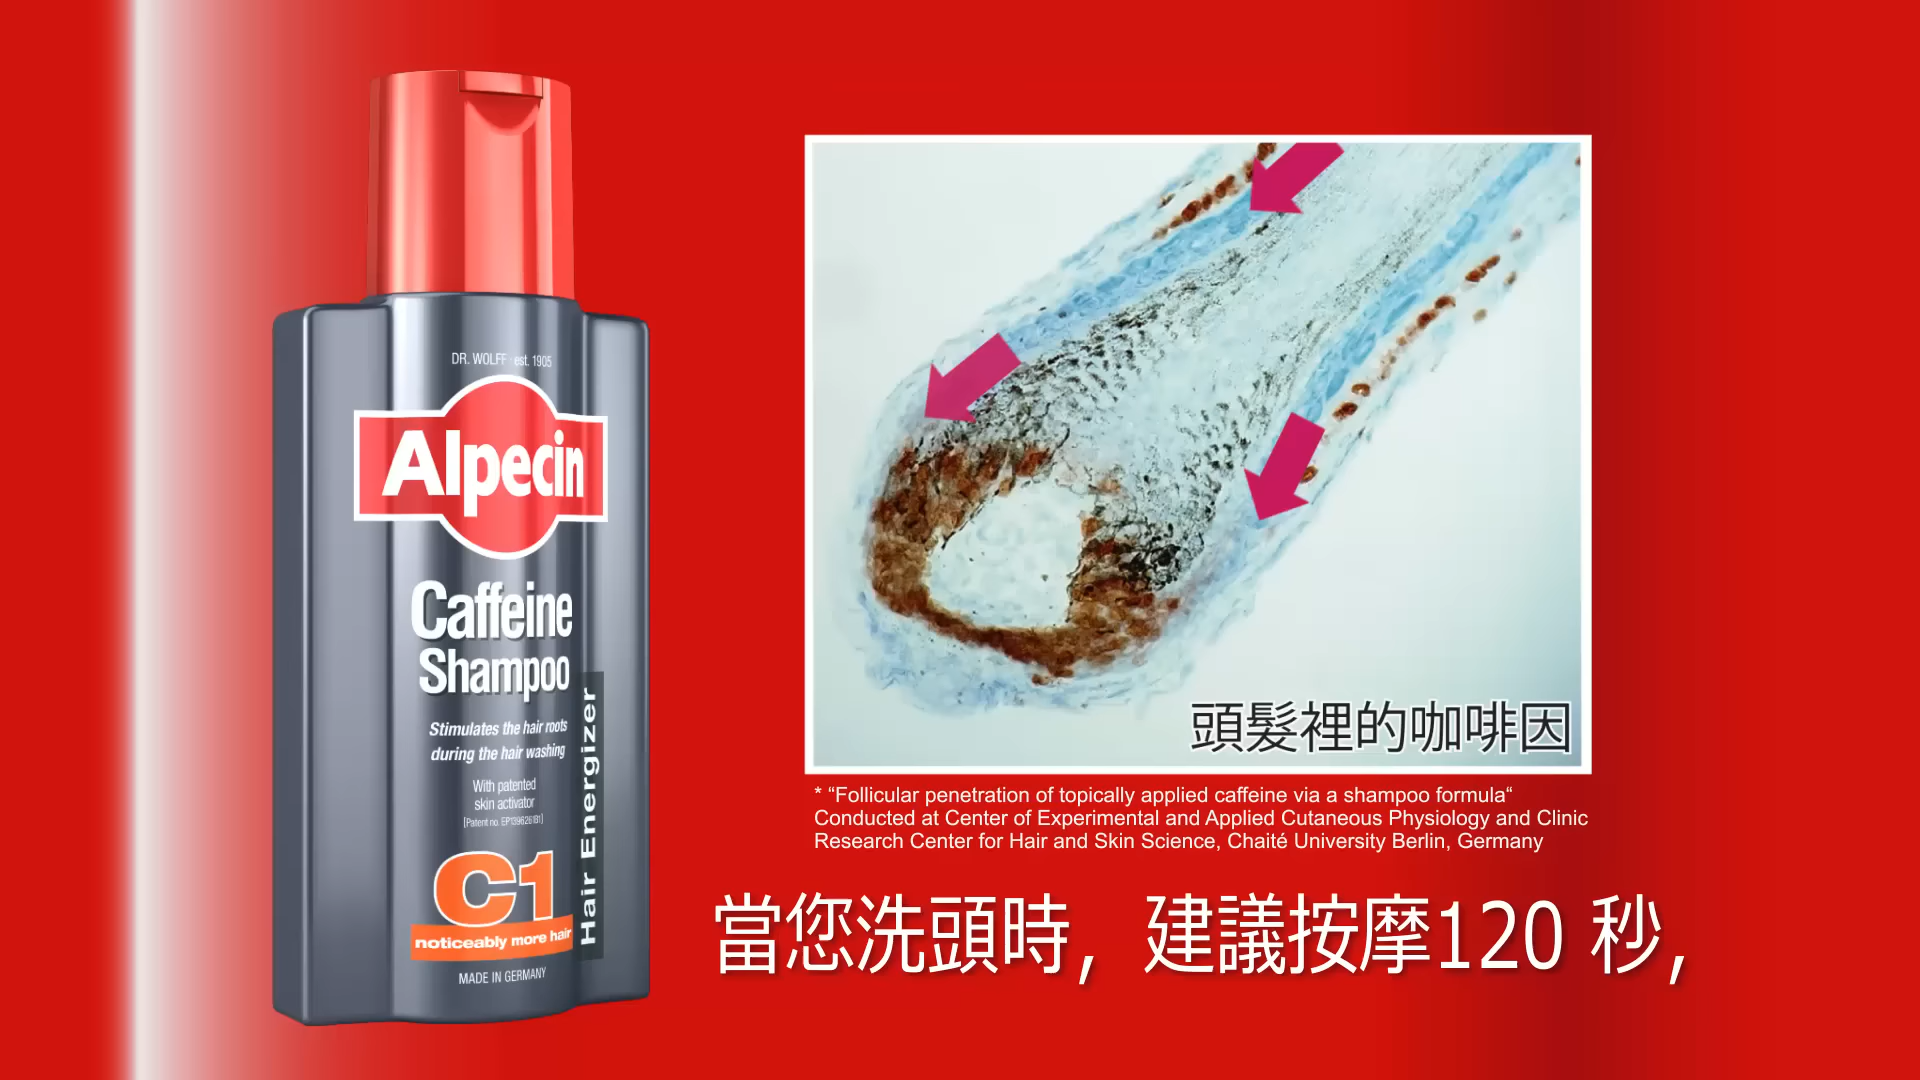 DR. WOLFF · est. 1905
Alpecin
Caffeine
Shampoo
Stimulates the hair roots
during the hair washing
With patented
skin activator
C1
noticeably more hair
MADE IN GERMANY
Hair Energizer
頭髮裡的咖啡因
* “Follicular penetration of topically applied caffeine via a shampoo formula“
Conducted at Center of Experimental and Applied Cutaneous Physiology and Clinic
Research Center for Hair and Skin Science, Chaité University Berlin, Germany
當您洗頭時, 建議按摩120 秒,